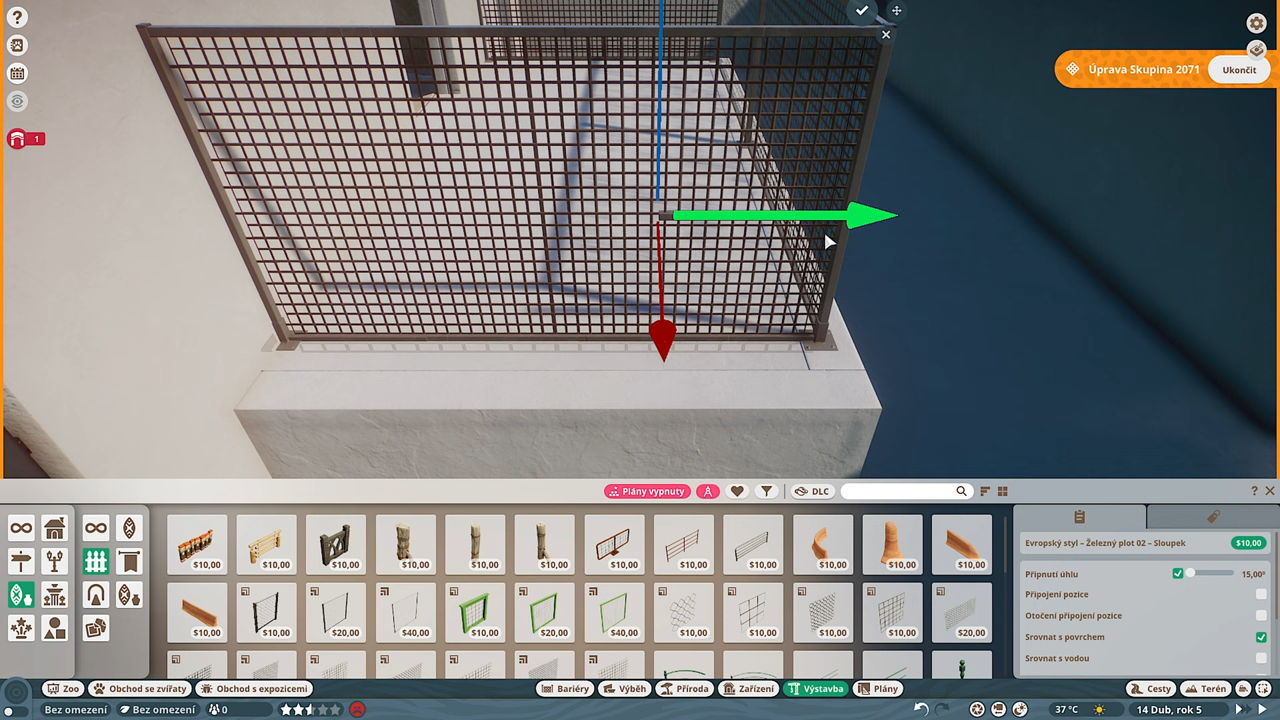 ?
Úprava Skupina 2071
Ukončit
1
Plány vypnuty
DLC
?
$10,00 $10,00 $10,00 $10,00 $10,00 $10,00 $10,00 $10,00 $10,00 $10,00 $10,00 $10,00
$10,00 $10,00 $20,00 $40,00 $10,00 $20,00 $40,00 $10,00 $10,00 $10,00 $10,00 $20,00
Evropský styl – Železný plot 02 – Sloupek $10,00
Připnutí úhlu 15,00°
Připojení pozice
Otočení připojení pozice
Srovnat s povrchem
Srovnat s vodou
Zoo Obchod se zvířaty Obchod s expozicemi Bariéry Výběh Příroda Zařízení Výstavba Plány Cesty Terén
Bez omezení Bez omezení 0 37 °C 14 Dub, rok 5